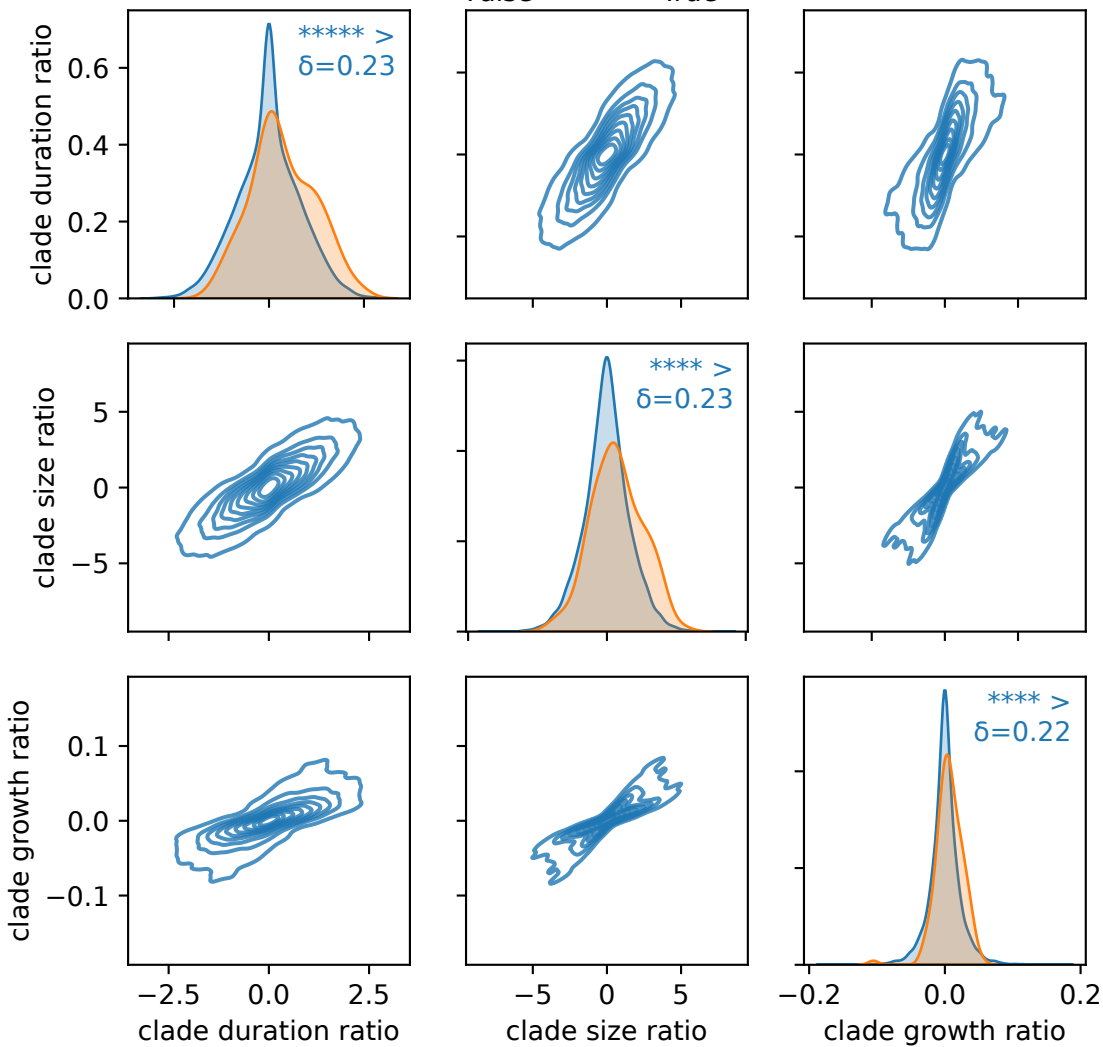 ***** >
δ=0.23
clade duration ratio
0.6
0.4
0.2
0.0
**** >
δ=0.23
clade size ratio
5
0
−5
**** >
δ=0.22
clade growth ratio
0.1
0.0
−0.1
−2.5 0.0 2.5
−5 0 5
−0.2 0.0 0.2
clade duration ratio
clade size ratio
clade growth ratio